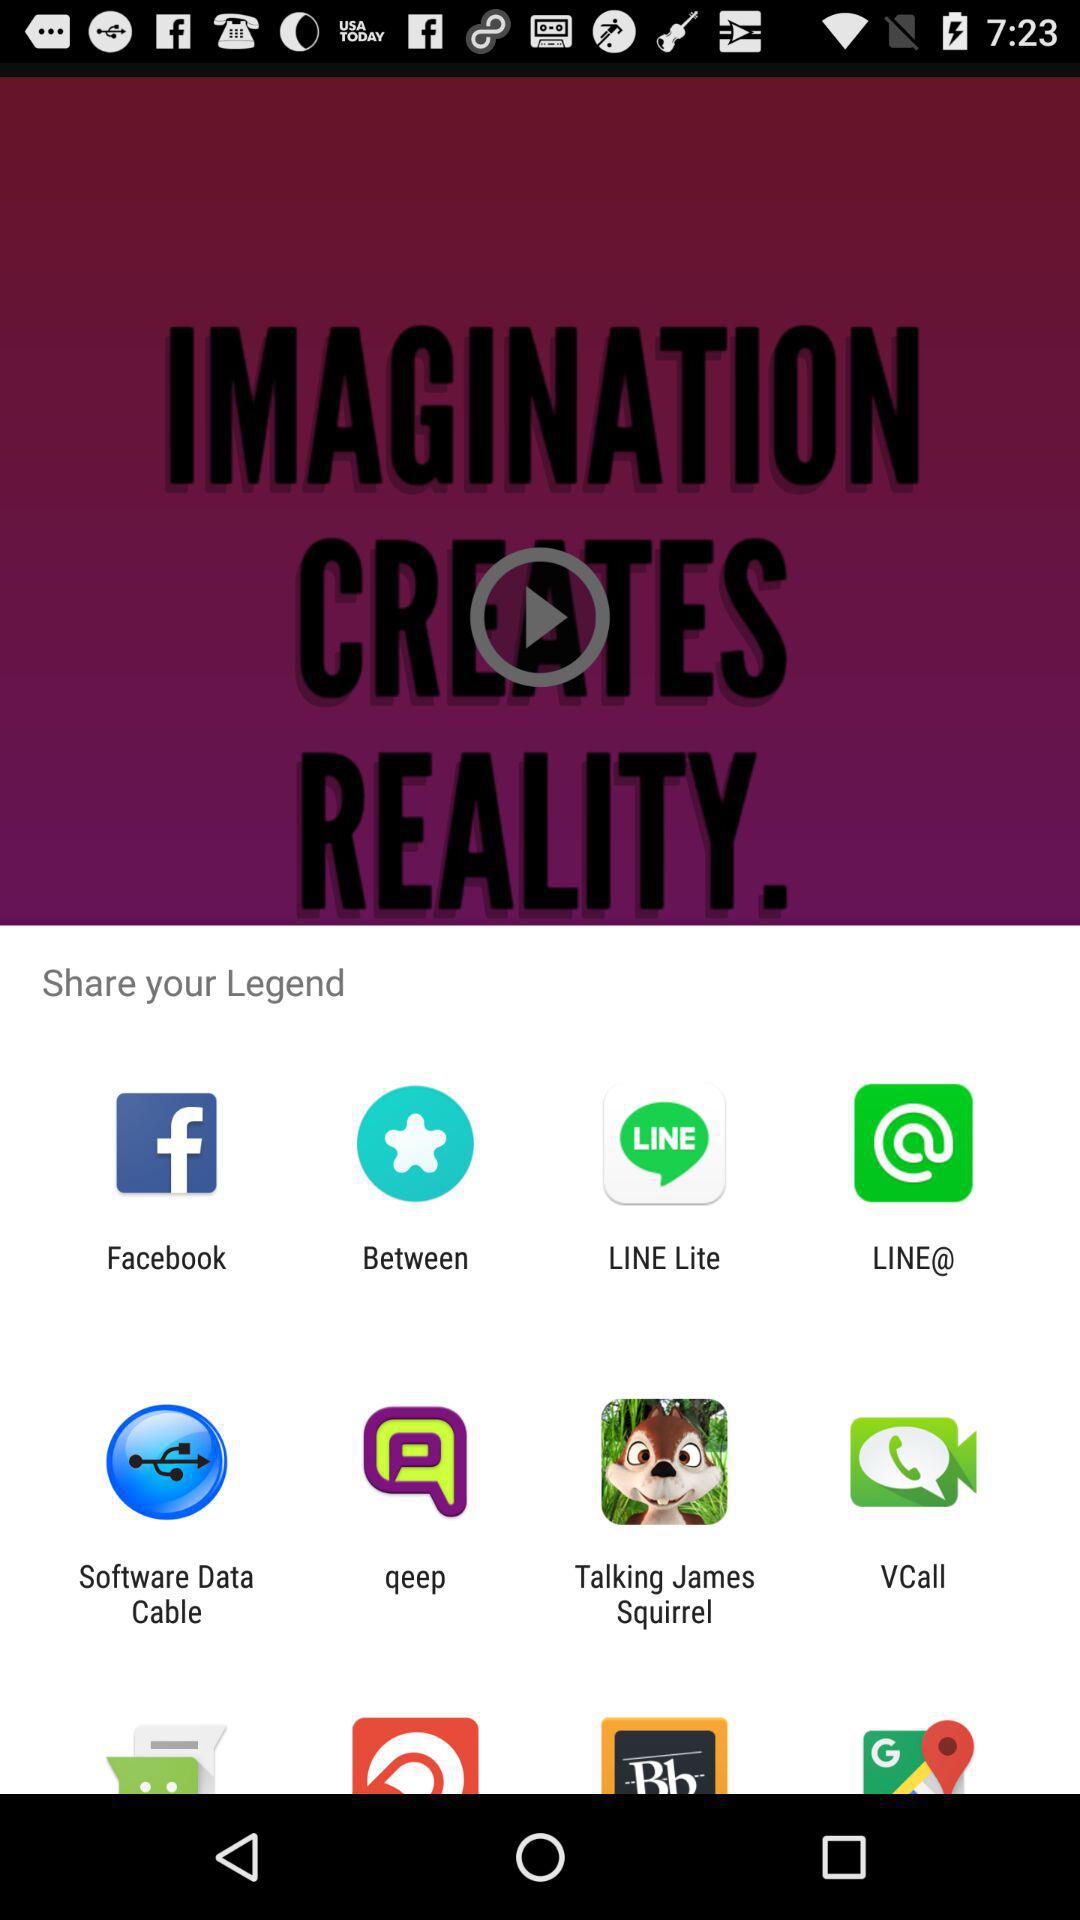 USA
TODAY
7:23
IMAGINATION
CREATES
REALITY.
Share your Legend
Facebook
Between
LINE
LINE Lite
LINE@
Software Data
Cable
qeep
Talking James
Squirrel
VCall
Bb
G